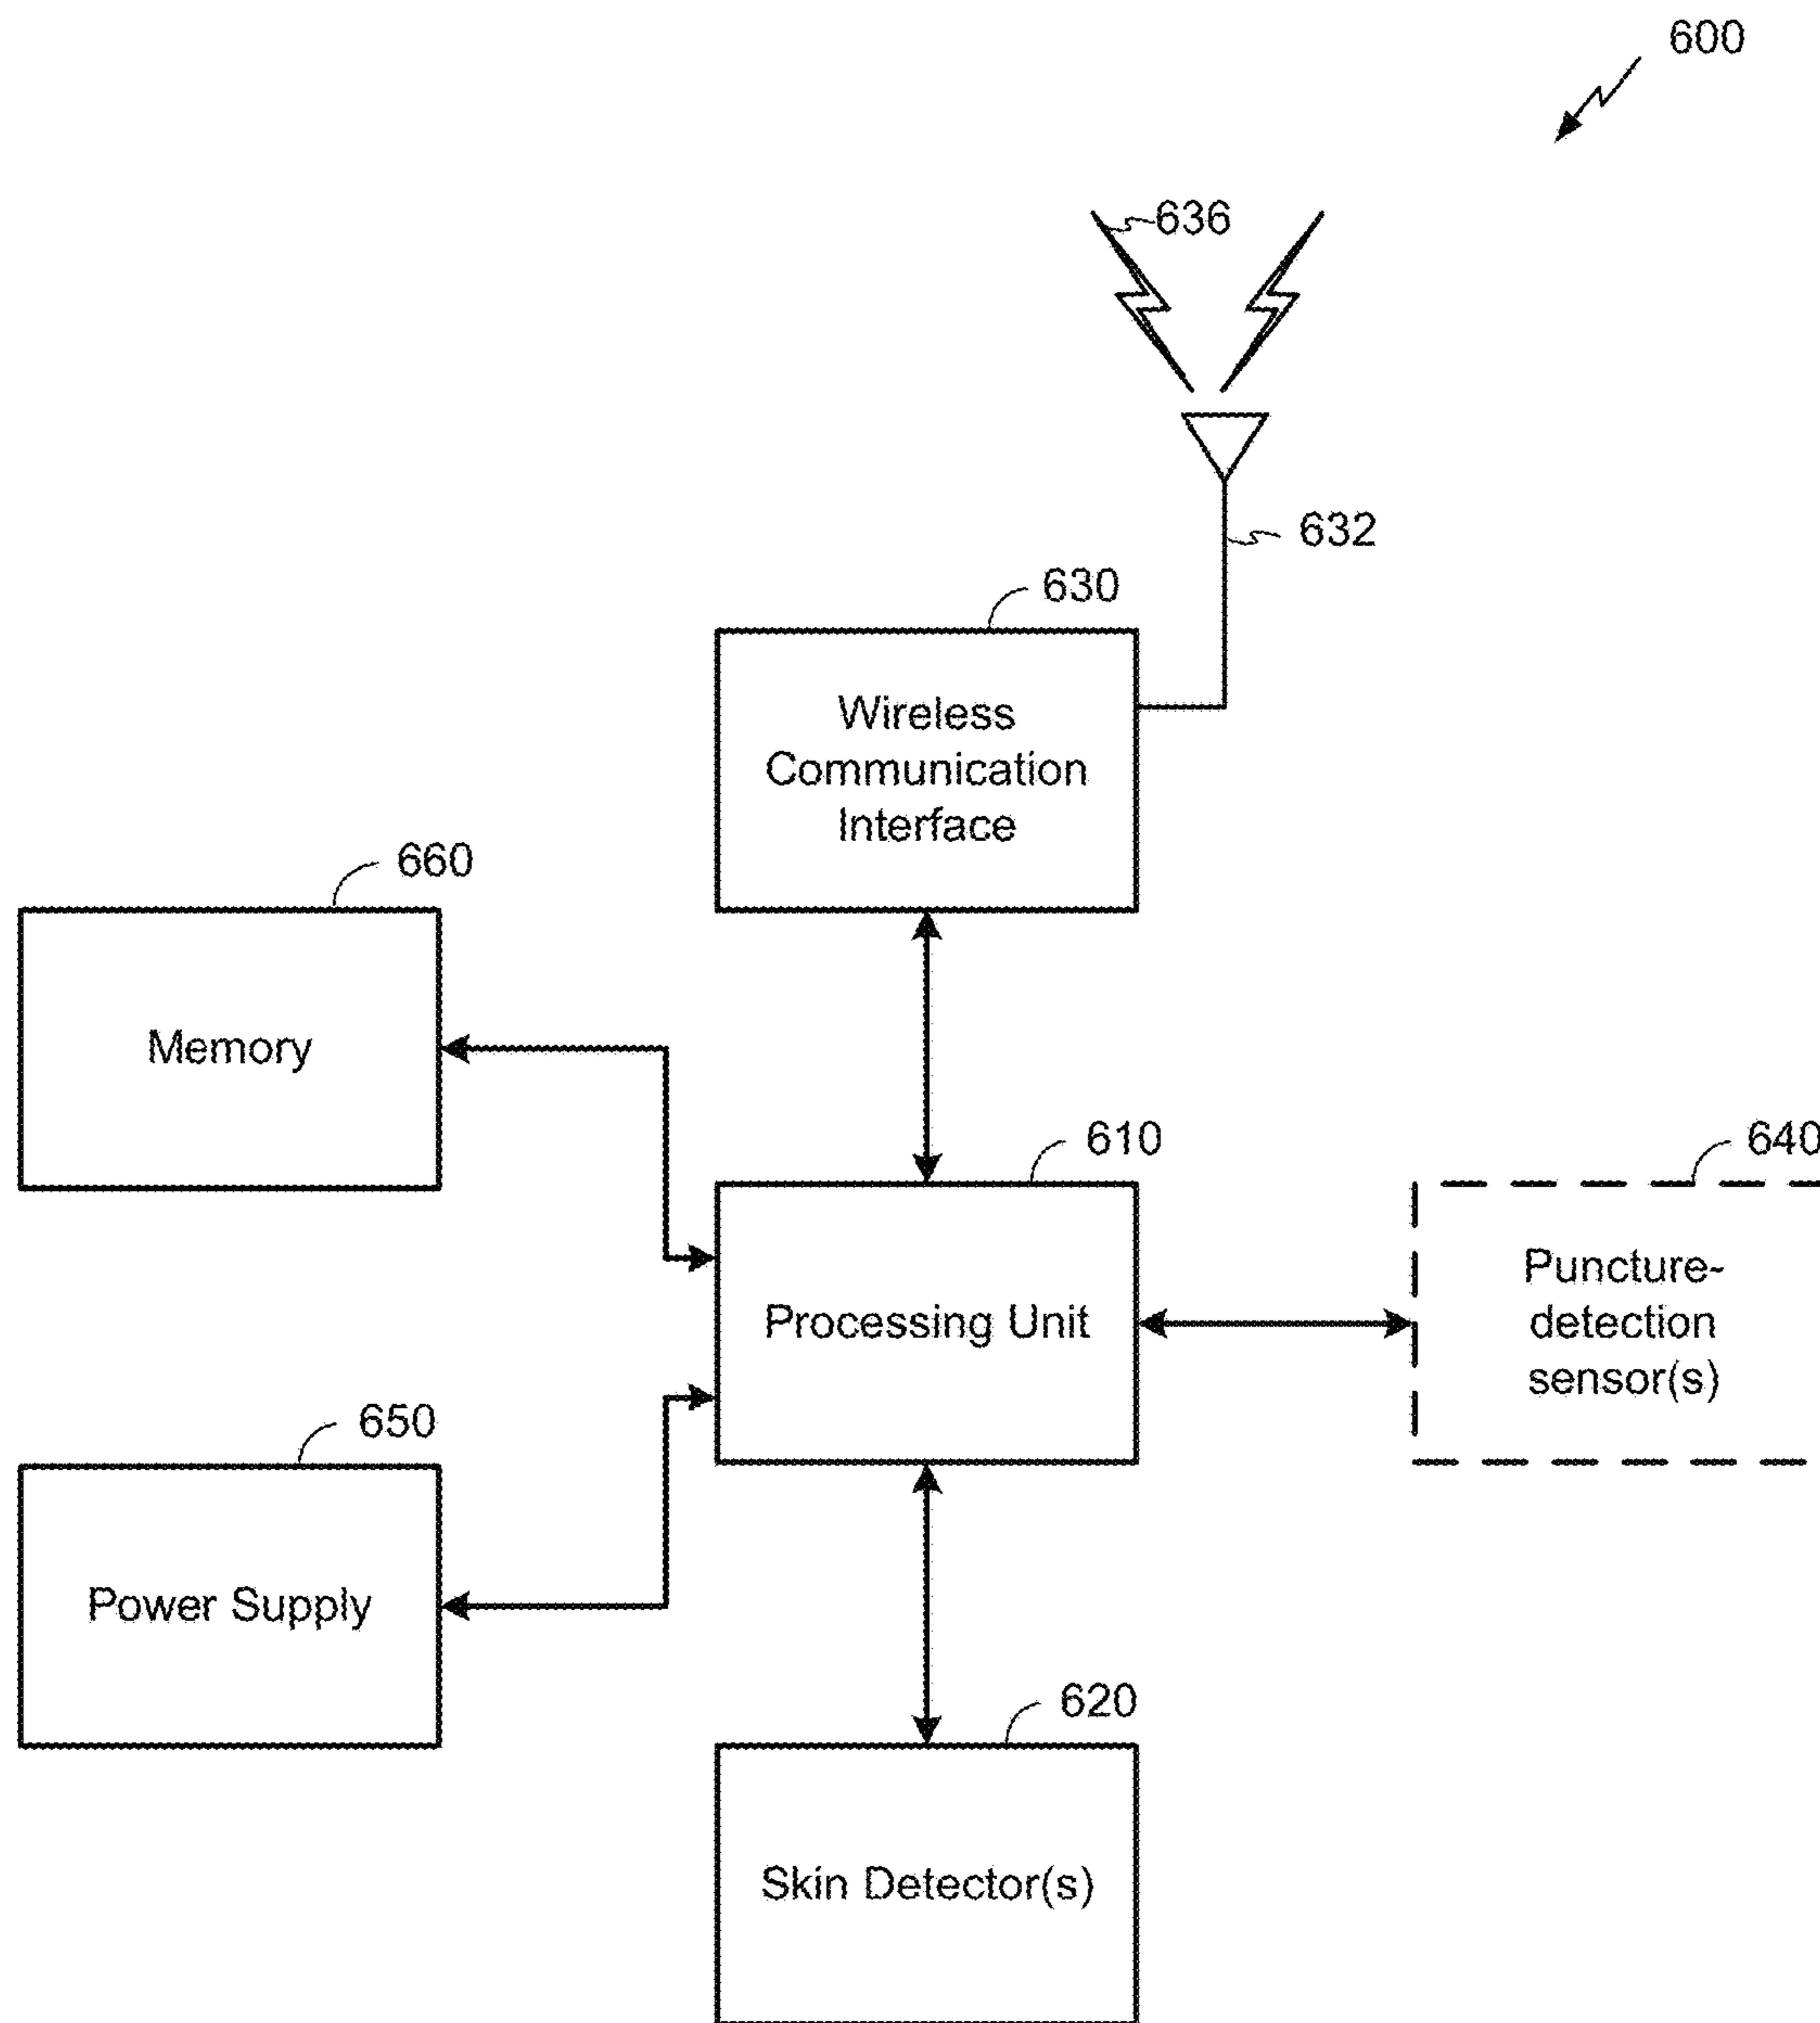 600
636
632
630
Wireless
Communication
Interface
660
Memory
610
640
Processing Unit
Puncture-
detection
sensor(s)
650
Power Supply
620
Skin Detector(s)